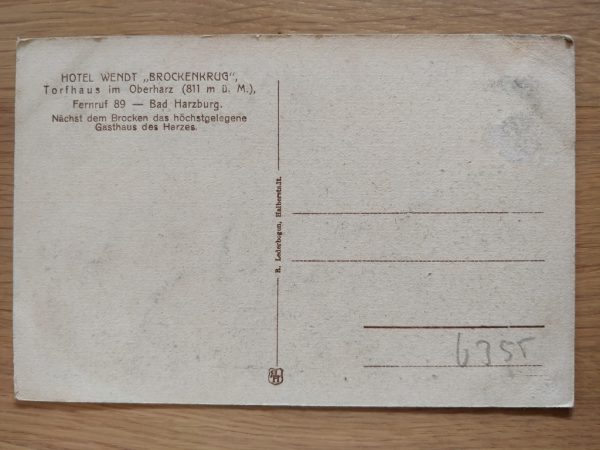 HOTEL WENDT „BROCKENKRUG“,
Torfhaus im Oberharz (811 m ü. M.),
Fernruf 89 — Bad Harzburg.
Nächst dem Brocken das höchstgelegene
Gasthaus des Harzes.
R. Lederbogen, Halberstadt.